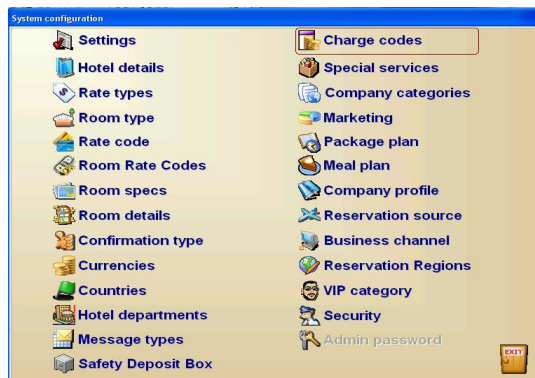 System configuration
Settings
Hotel details
Rate types
Room type
Rate code
Room Rate Codes
Room specs
Room details
Confirmation type
Currencies
Countries
Hotel departments
Message types
Safety Deposit Box
Charge codes
Special services
Company categories
Marketing
Package plan
Meal plan
Company profile
Reservation source
Business channel
Reservation Regions
VIP category
Security
Admin password
EXIT